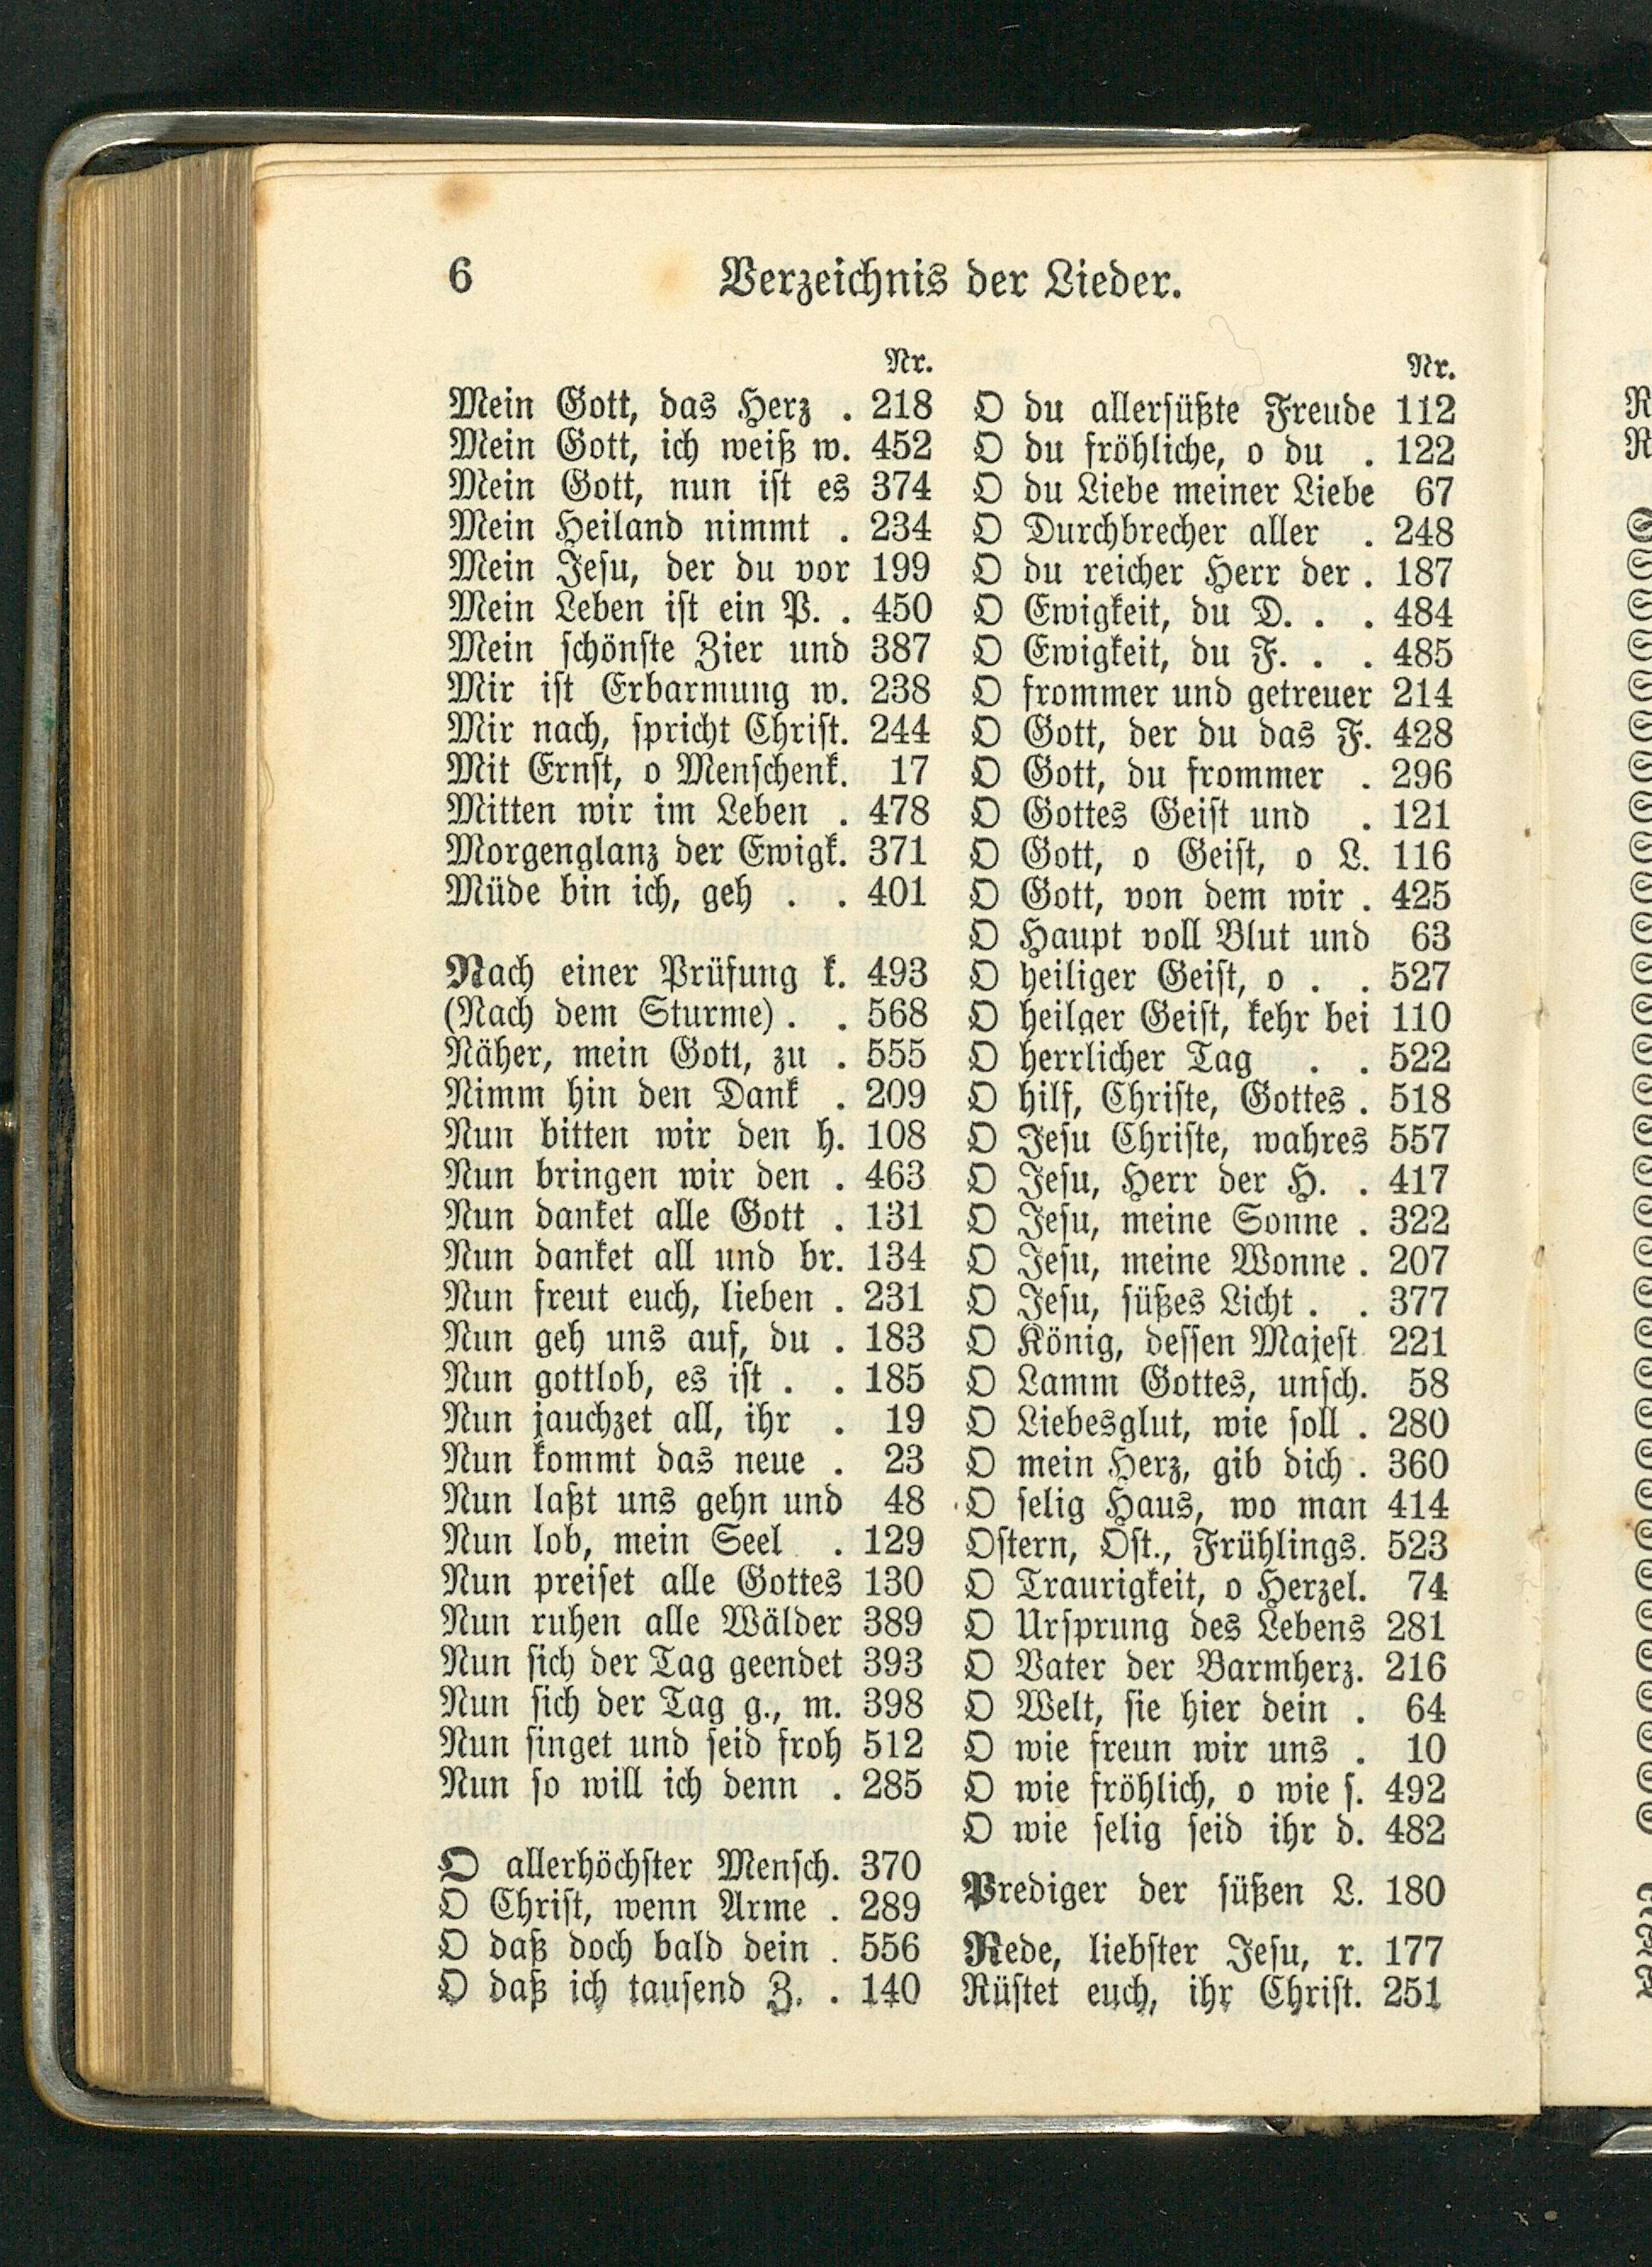 6
Verzeichnis der Lieder.
Nr.
Mein Gott, das Herz . 218
Mein Gott, ich weiß w. 452
Mein Gott, nun ist es 374
Mein Heiland nimmt . 234
Mein Jesu, der du vor 199
Mein Leben ist ein P. . 450
Mein schönste Zier und 387
Mir ist Erbarmung w. 238
Mir nach, spricht Christ. 244
Mit Ernst, o Menschenk. 17
Mitten wir im Leben . 478
Morgenglanz der Ewigk. 371
Müde bin ich, geh . . 401
Nach einer Prüfung k. 493
(Nach dem Sturme) . . 568
Näher, mein Gott, zu . 555
Nimm hin den Dank . 209
Nun bitten wir den h. 108
Nun bringen wir den . 463
Nun danket alle Gott . 131
Nun danket all und br. 134
Nun freut euch, lieben . 231
Nun geh uns auf, du . 183
Nun gottlob, es ist . . 185
Nun jauchzet all, ihr . 19
Nun kommt das neue . 23
Nun laßt uns gehn und 48
Nun lob, mein Seel . 129
Nun preiset alle Gottes 130
Nun ruhen alle Wälder 389
Nun sich der Tag geendet 393
Nun sich der Tag g., m. 398
Nun singet und seid froh 512
Nun so will ich denn . 285
O allerhöchster Mensch. 370
O Christ, wenn Arme . 289
O daß doch bald dein . 556
O daß ich tausend Z. . 140
Nr.
O du allersüßte Freude 112
O du fröhliche, o du . 122
O du Liebe meiner Liebe 67
O Durchbrecher aller . 248
O du reicher Herr der . 187
O Ewigkeit, du D. . . 484
O Ewigkeit, du F. . . 485
O frommer und getreuer 214
O Gott, der du das F. 428
O Gott, du frommer . 296
O Gottes Geist und . 121
O Gott, o Geist, o L. 116
O Gott, von dem wir . 425
O Haupt voll Blut und 63
O heiliger Geist, o . . 527
O heilger Geist, kehr bei 110
O herrlicher Tag . . 522
O hilf, Christe, Gottes . 518
O Jesu Christe, wahres 557
O Jesu, Herr der H. . 417
O Jesu, meine Sonne . 322
O Jesu, meine Wonne . 207
O Jesu, süßes Licht . . 377
O König, dessen Majest. 221
O Lamm Gottes, unsch. 58
O Liebesglut, wie soll . 280
O mein Herz, gib dich . 360
O selig Haus, wo man 414
Ostern, Ost., Frühlings. 523
O Traurigkeit, o Herzel. 74
O Ursprung des Lebens 281
O Vater der Barmherz. 216
O Welt, sie hier dein . 64
O wie freun wir uns . 10
O wie fröhlich, o wie s. 492
O wie selig seid ihr d. 482
Prediger der süßen L. 180
Rede, liebster Jesu, r. 177
Rüstet euch, ihr Christ. 251